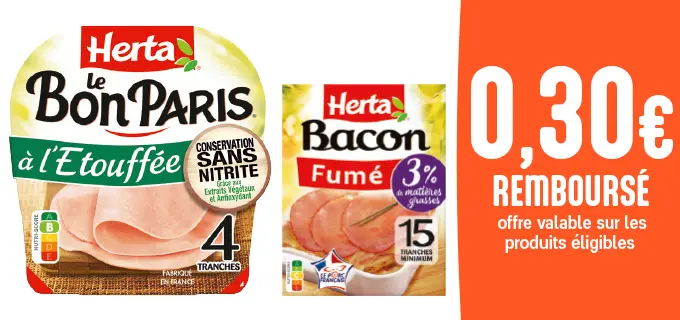 Herta
le
BON PARIS
à l'Etouffée
CONSERVATION
SANS
NITRITE
Grâce aux
Extraits Végétaux
et Antioxydant
NUTRI-SCORE
B
C
D
E
4
TRANCHES
FABRIQUÉ
EN FRANCE
Herta
Bacon
Fumé
3%
de matières
grasses
15
TRANCHES
MINIMUM
LE PORC
FRANÇAIS
C
0,30€
REMBOURSÉ
offre valable sur les
produits éligibles